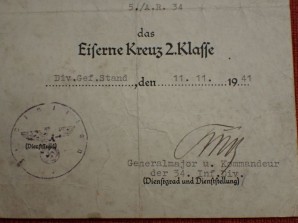 5./A.R. 34
das
Eiserne Kreuz 2.Klasse
Div.Gef.Stand, den 11.11. 1941
(Dienstsiegel)
Generalmajor u. Kommandeur
der 34. Inf.Div.
(Dienstgrad und Dienststellung)